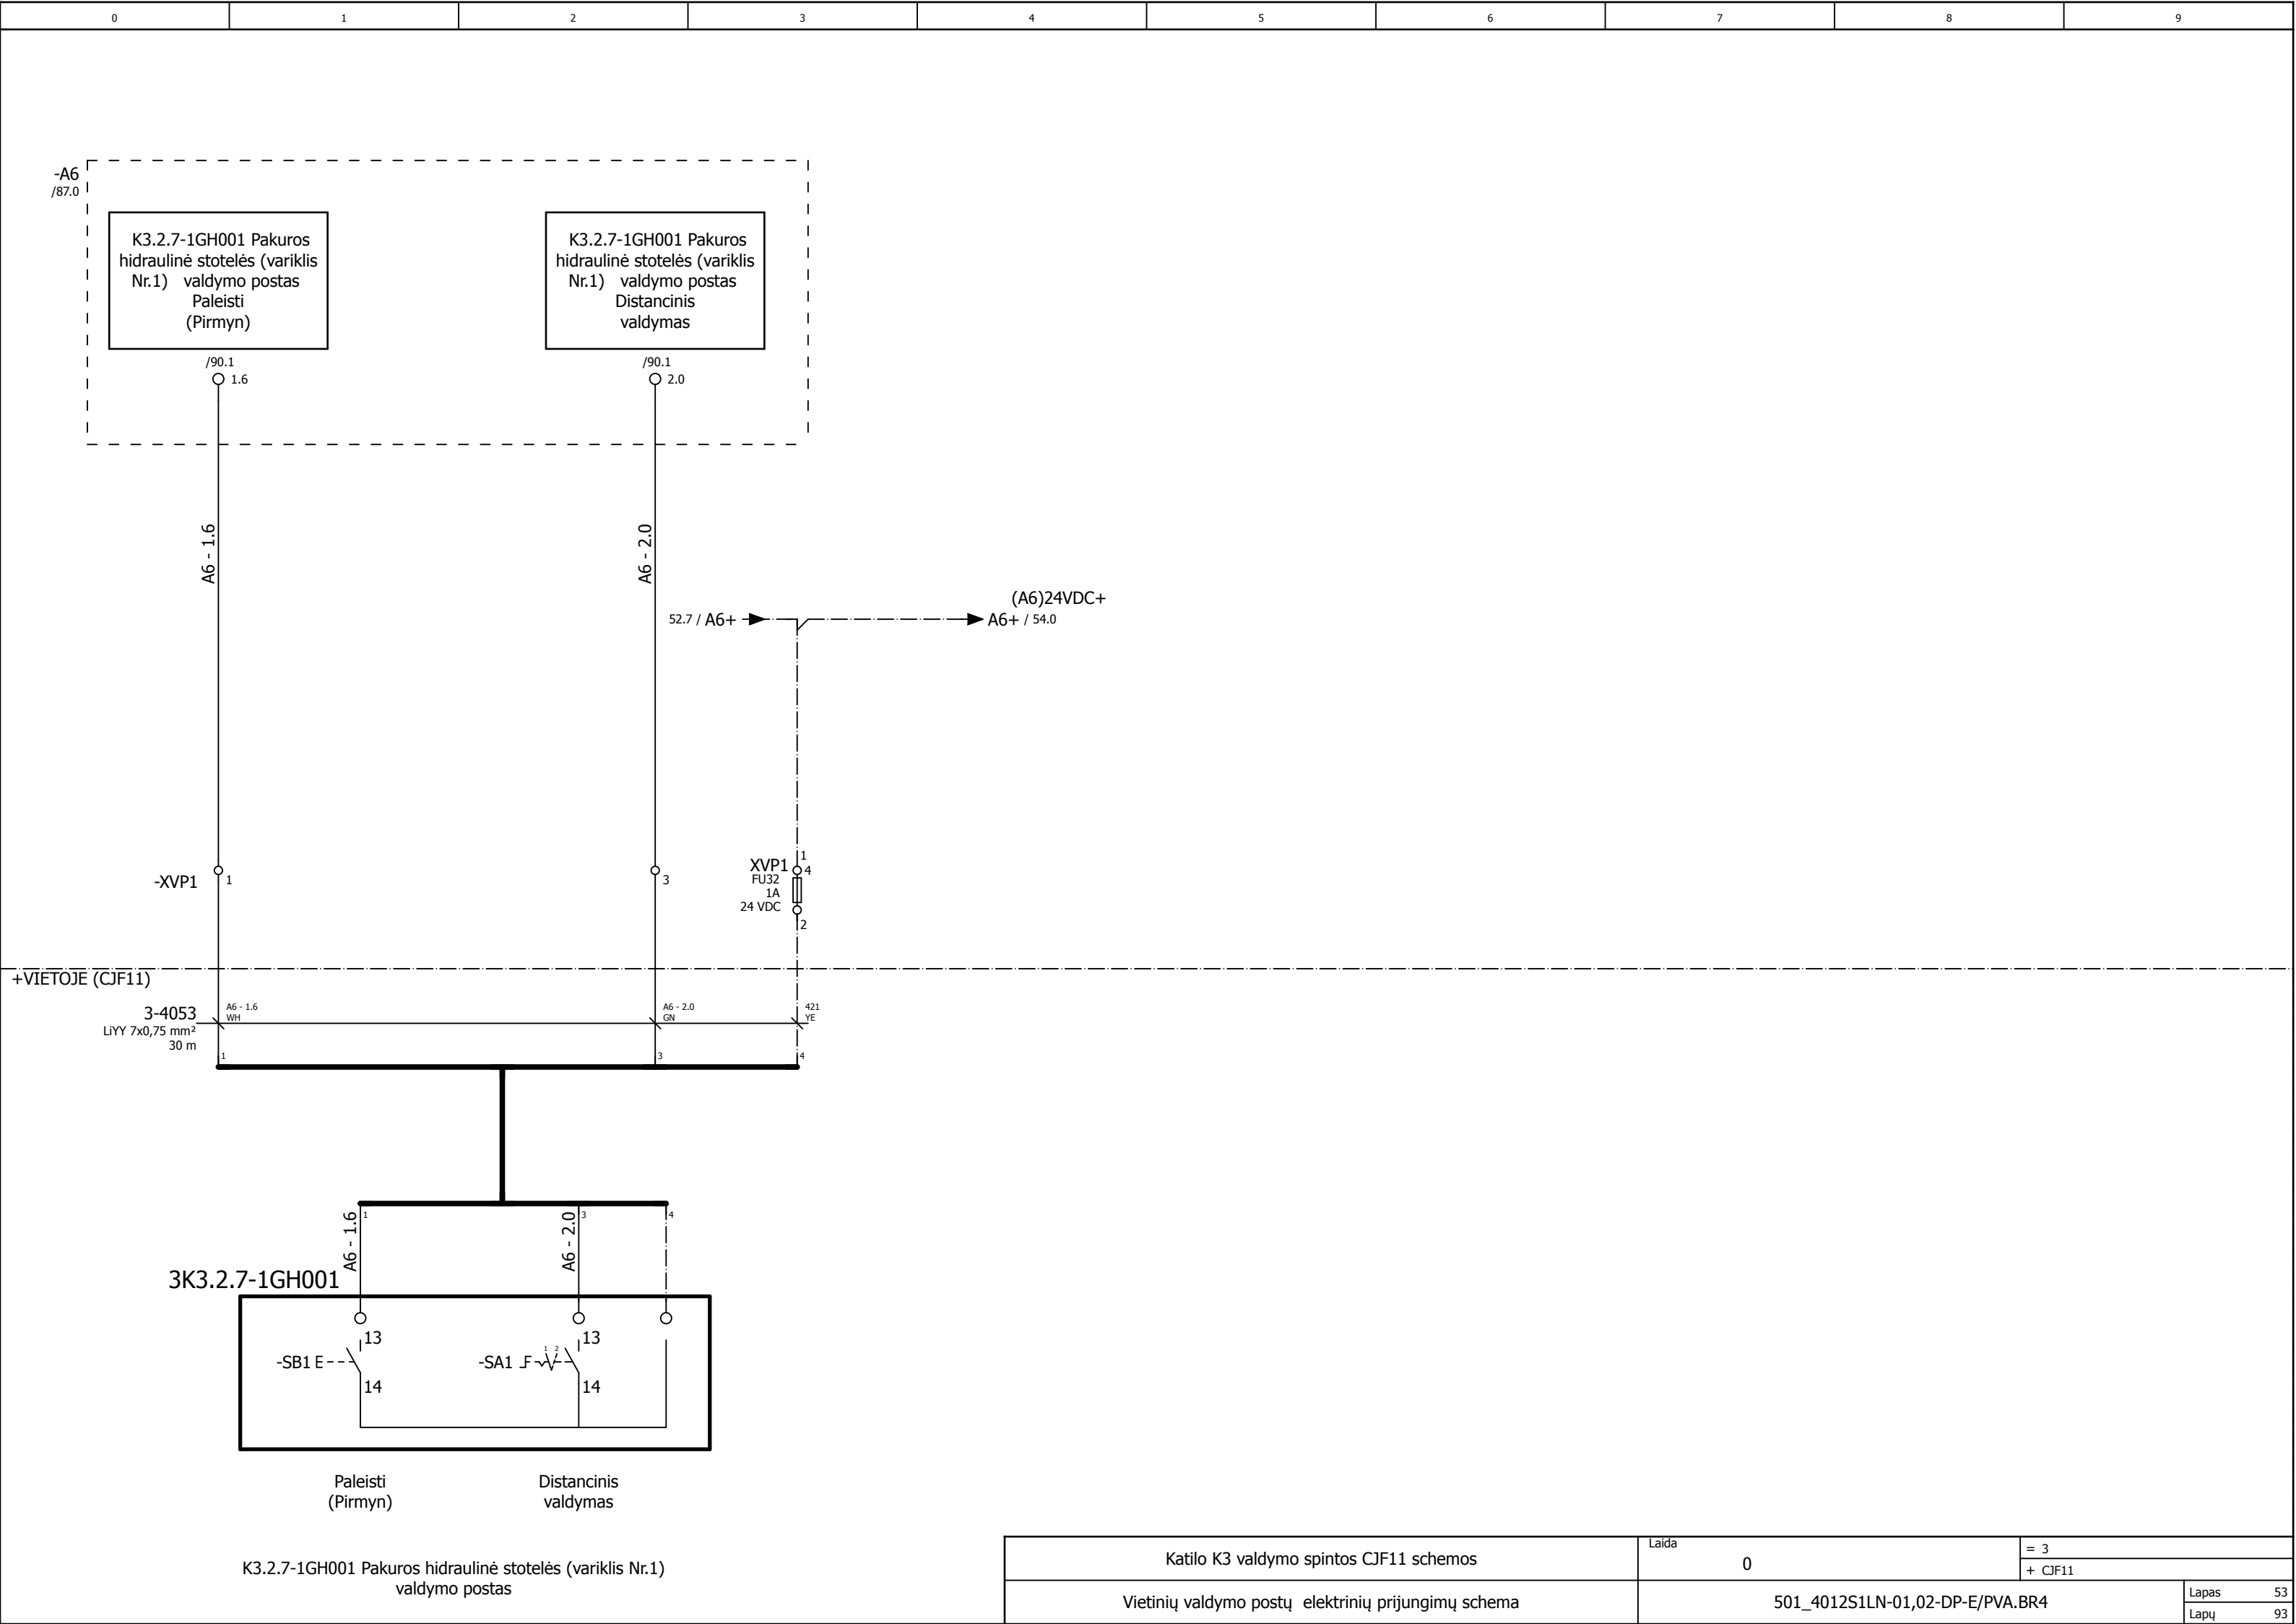 0 1 2 3 4 5 6 7 8 9
-A6
/87.0
K3.2.7-1GH001 Pakuros
hidraulinė stotelės (variklis
Nr.1) valdymo postas
Paleisti
(Pirmyn)
K3.2.7-1GH001 Pakuros
hidraulinė stotelės (variklis
Nr.1) valdymo postas
Distancinis
valdymas
/90.1
1.6
/90.1
2.0
A6 - 1.6
A6 - 2.0
(A6)24VDC+
52.7 / A6+
A6+ / 54.0
-XVP1
1
3
XVP1
1
4
FU32
1A
24 VDC
2
+VIETOJE (CJF11)
3-4053
LiYY 7x0,75 mm²
30 m
A6 - 1.6
WH
A6 - 2.0
GN
421
YE
1
3
4
1
3
4
A6 - 1.6
A6 - 2.0
3K3.2.7-1GH001
13
13
-SB1 E
-SA1
F
1 2
14
14
Paleisti
(Pirmyn)
Distancinis
valdymas
K3.2.7-1GH001 Pakuros hidraulinė stotelės (variklis Nr.1)
valdymo postas
Katilo K3 valdymo spintos CJF11 schemos
Laida
0
= 3
+ CJF11
Vietinių valdymo postų elektrinių prijungimų schema
501_4012S1LN-01,02-DP-E/PVA.BR4
Lapas 53
Lapų 93